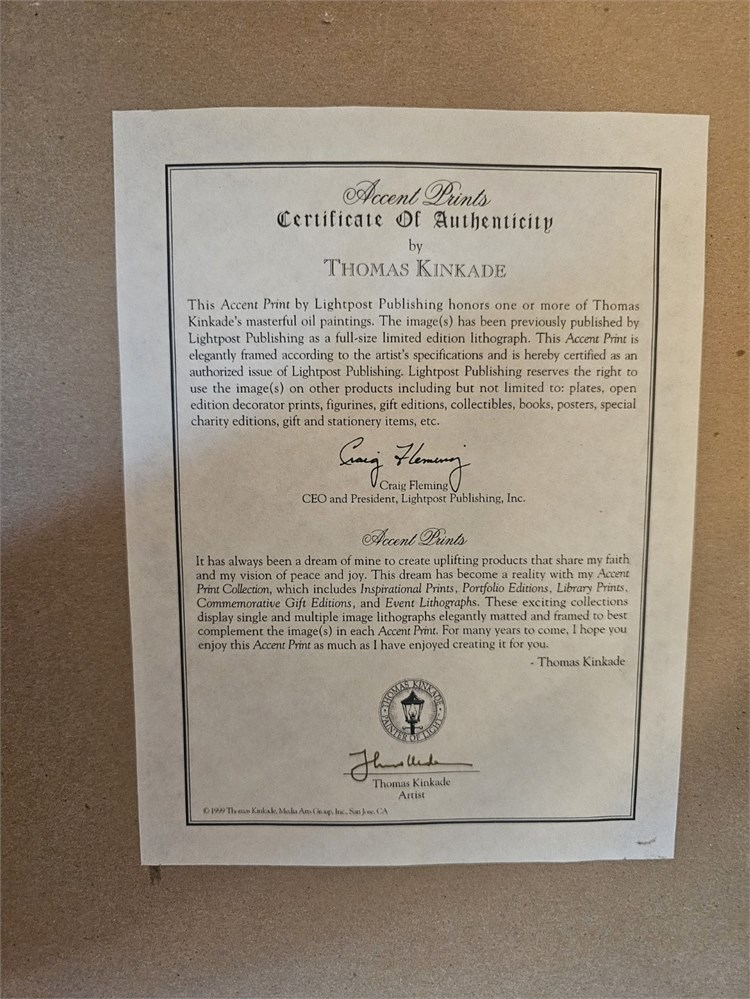 Accent Prints
Certificate Of Authenticity
by
THOMAS KINKADE
This Accent Print by Lightpost Publishing honors one or more of Thomas
Kinkade's masterful oil paintings. The image(s) has been previously published by
Lightpost Publishing as a full-size limited edition lithograph. This Accent Print is
elegantly framed according to the artist's specifications and is hereby certified as an
authorized issue of Lightpost Publishing. Lightpost Publishing reserves the right to
use the image(s) on other products including but not limited to: plates, open
edition decorator prints, figurines, gift editions, collectibles, books, posters, special
charity editions, gift and stationery items, etc.
Craig Fleming
Craig Fleming
CEO and President, Lightpost Publishing, Inc.
Accent Prints
It has always been a dream of mine to create uplifting products that share my faith
and my vision of peace and joy. This dream has become a reality with my Accent
Print Collection, which includes Inspirational Prints, Portfolio Editions, Library Prints,
Commemorative Gift Editions, and Event Lithographs. These exciting collections
display single and multiple image lithographs elegantly matted and framed to best
complement the image(s) in each Accent Print. For many years to come, I hope you
enjoy this Accent Print as much as I have enjoyed creating it for you.
- Thomas Kinkade
THOMAS KINKADE
PAINTER OF LIGHT
Thomas Kinkade
Artist
© 1999 Thomas Kinkade, Media Arts Group, Inc., San Jose, CA